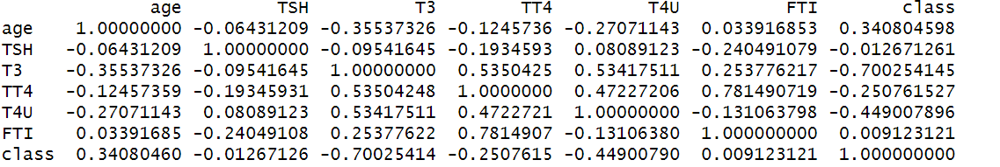 age TSH T3 TT4 T4U FTI class
age 1.00000000 -0.06431209 -0.35537326 -0.1245736 -0.27071143 0.033916853 0.340804598
TSH -0.06431209 1.00000000 -0.09541645 -0.1934593 0.08089123 -0.240491079 -0.012671261
T3 -0.35537326 -0.09541645 1.00000000 0.5350425 0.53417511 0.253776217 -0.700254145
TT4 -0.12457359 -0.19345931 0.53504248 1.0000000 0.47227206 0.781490719 -0.250761527
T4U -0.27071143 0.08089123 0.53417511 0.4722721 1.00000000 -0.131063798 -0.449007896
FTI 0.03391685 -0.24049108 0.25377622 0.7814907 -0.13106380 1.000000000 0.009123121
class 0.34080460 -0.01267126 -0.70025414 -0.2507615 -0.44900790 0.009123121 1.000000000